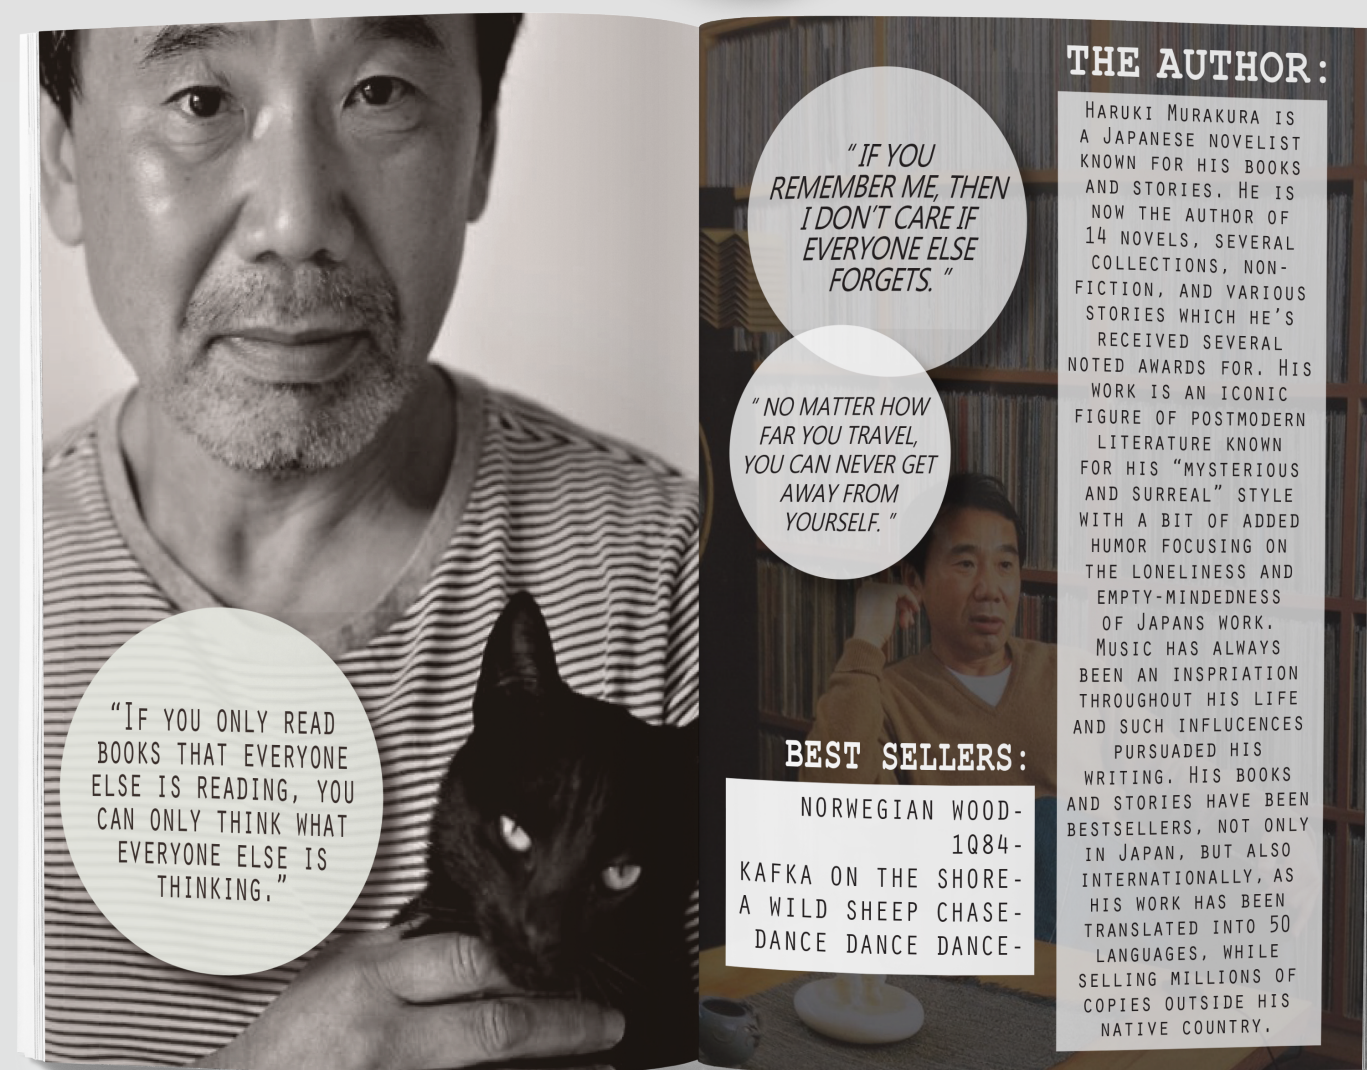 “If you only read
books that everyone
else is reading, you
can only think what
everyone else is
thinking.”
“ IF YOU
REMEMBER ME, THEN
I DON’T CARE IF
EVERYONE ELSE
FORGETS. ”
“ NO MATTER HOW
FAR YOU TRAVEL,
YOU CAN NEVER GET
AWAY FROM
YOURSELF. ”
BEST SELLERS:
NORWEGIAN WOOD-
1Q84-
KAFKA ON THE SHORE-
A WILD SHEEP CHASE-
DANCE DANCE DANCE-
THE AUTHOR:
Haruki Murakura is
a Japanese novelist
known for his books
and stories. He is
now the author of
14 novels, several
collections, non-
fiction, and various
stories which he’s
received several
noted awards for. His
work is an iconic
figure of postmodern
literature known
for his “mysterious
and surreal” style
with a bit of added
humor focusing on
the loneliness and
empty-mindedness
of Japans work.
Music has always
been an inspriation
throughout his life
and such influcences
pursuaded his
writing. His books
and stories have been
bestsellers, not only
in Japan, but also
internationally, as
his work has been
translated into 50
languages, while
selling millions of
copies outside his
native country.